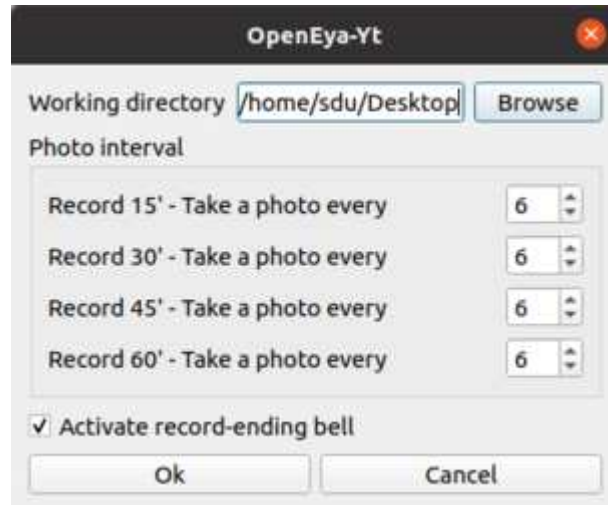 OpenEya-Yt
Working directory /home/sdu/Desktop Browse
Photo interval
Record 15' - Take a photo every 6
Record 30' - Take a photo every 6
Record 45' - Take a photo every 6
Record 60' - Take a photo every 6
Activate record-ending bell
Ok Cancel